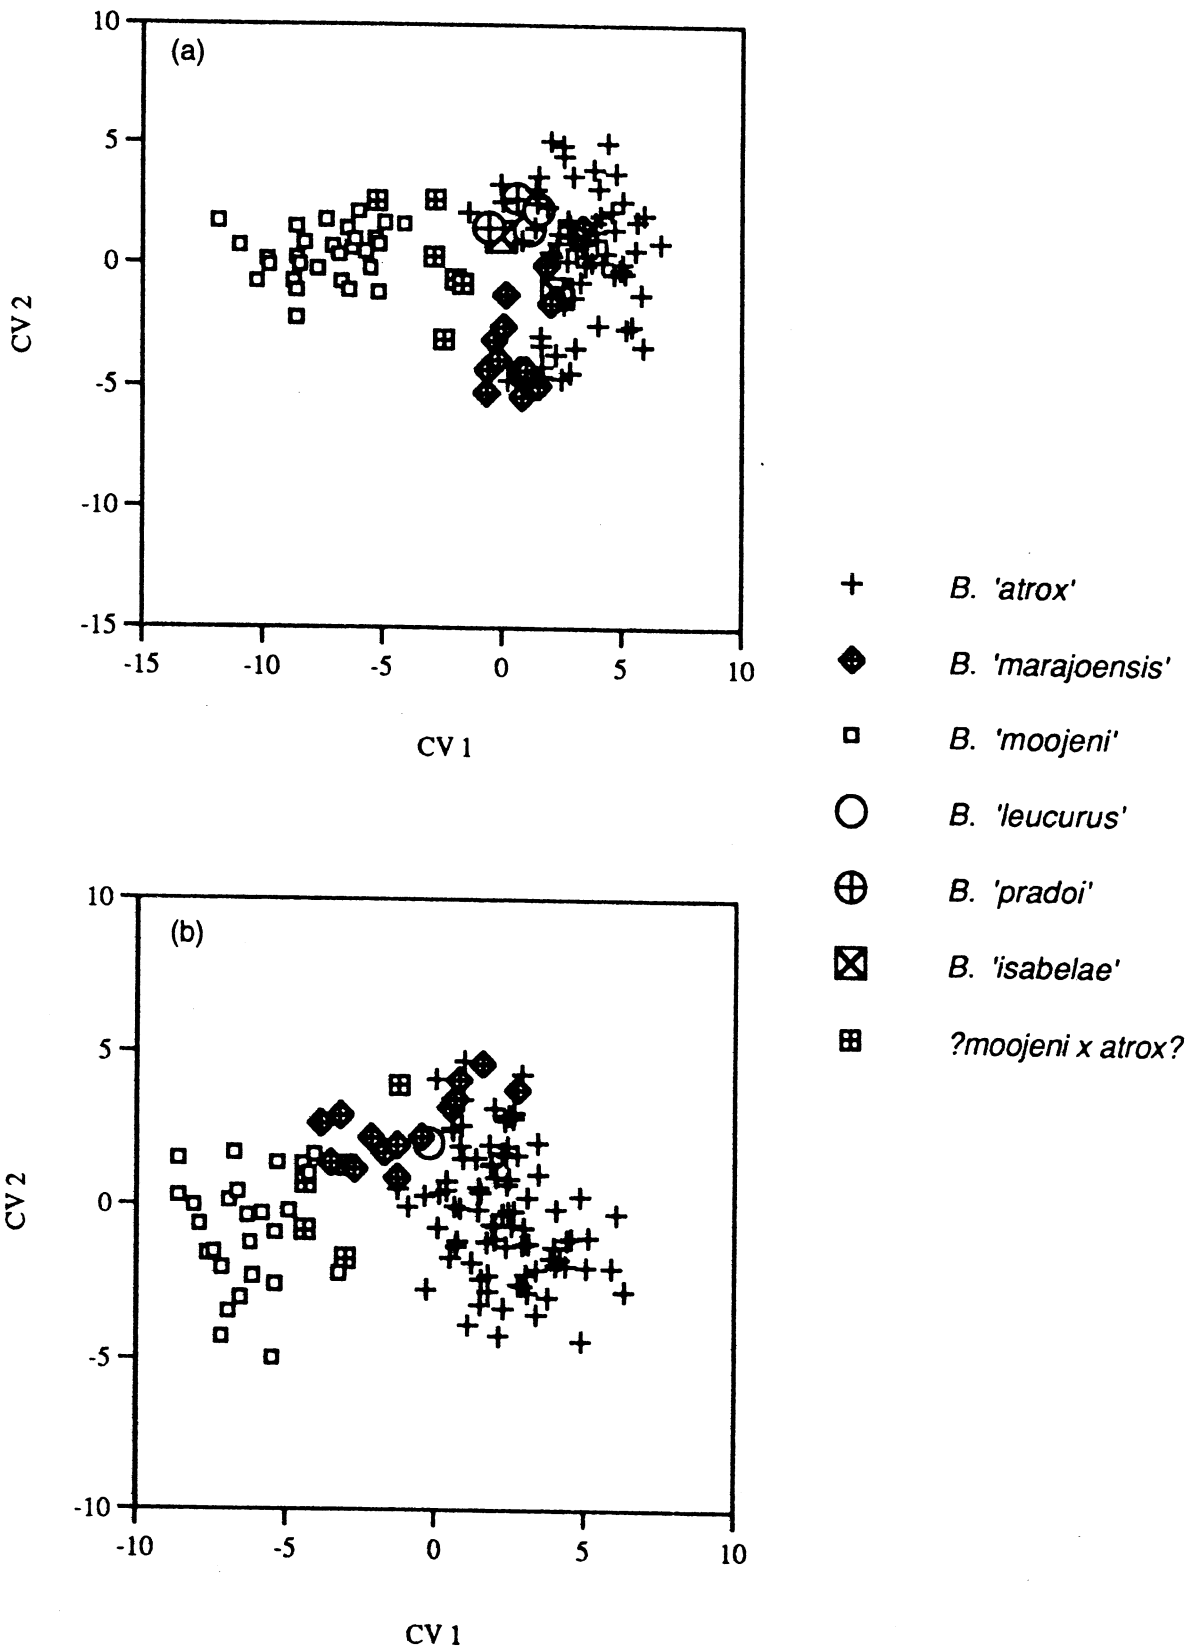 10
(a)
5
0
-5
-10
-15
CV 2
-15 -10 -5 0 5 10
CV 1
B. 'atrox'
B. 'marajoensis'
B. 'moojeni'
B. 'leucurus'
B. 'pradoi'
B. 'isabelae'
?moojeni x atrox?
10
(b)
5
0
-5
-10
CV 2
-10 -5 0 5 10
CV 1